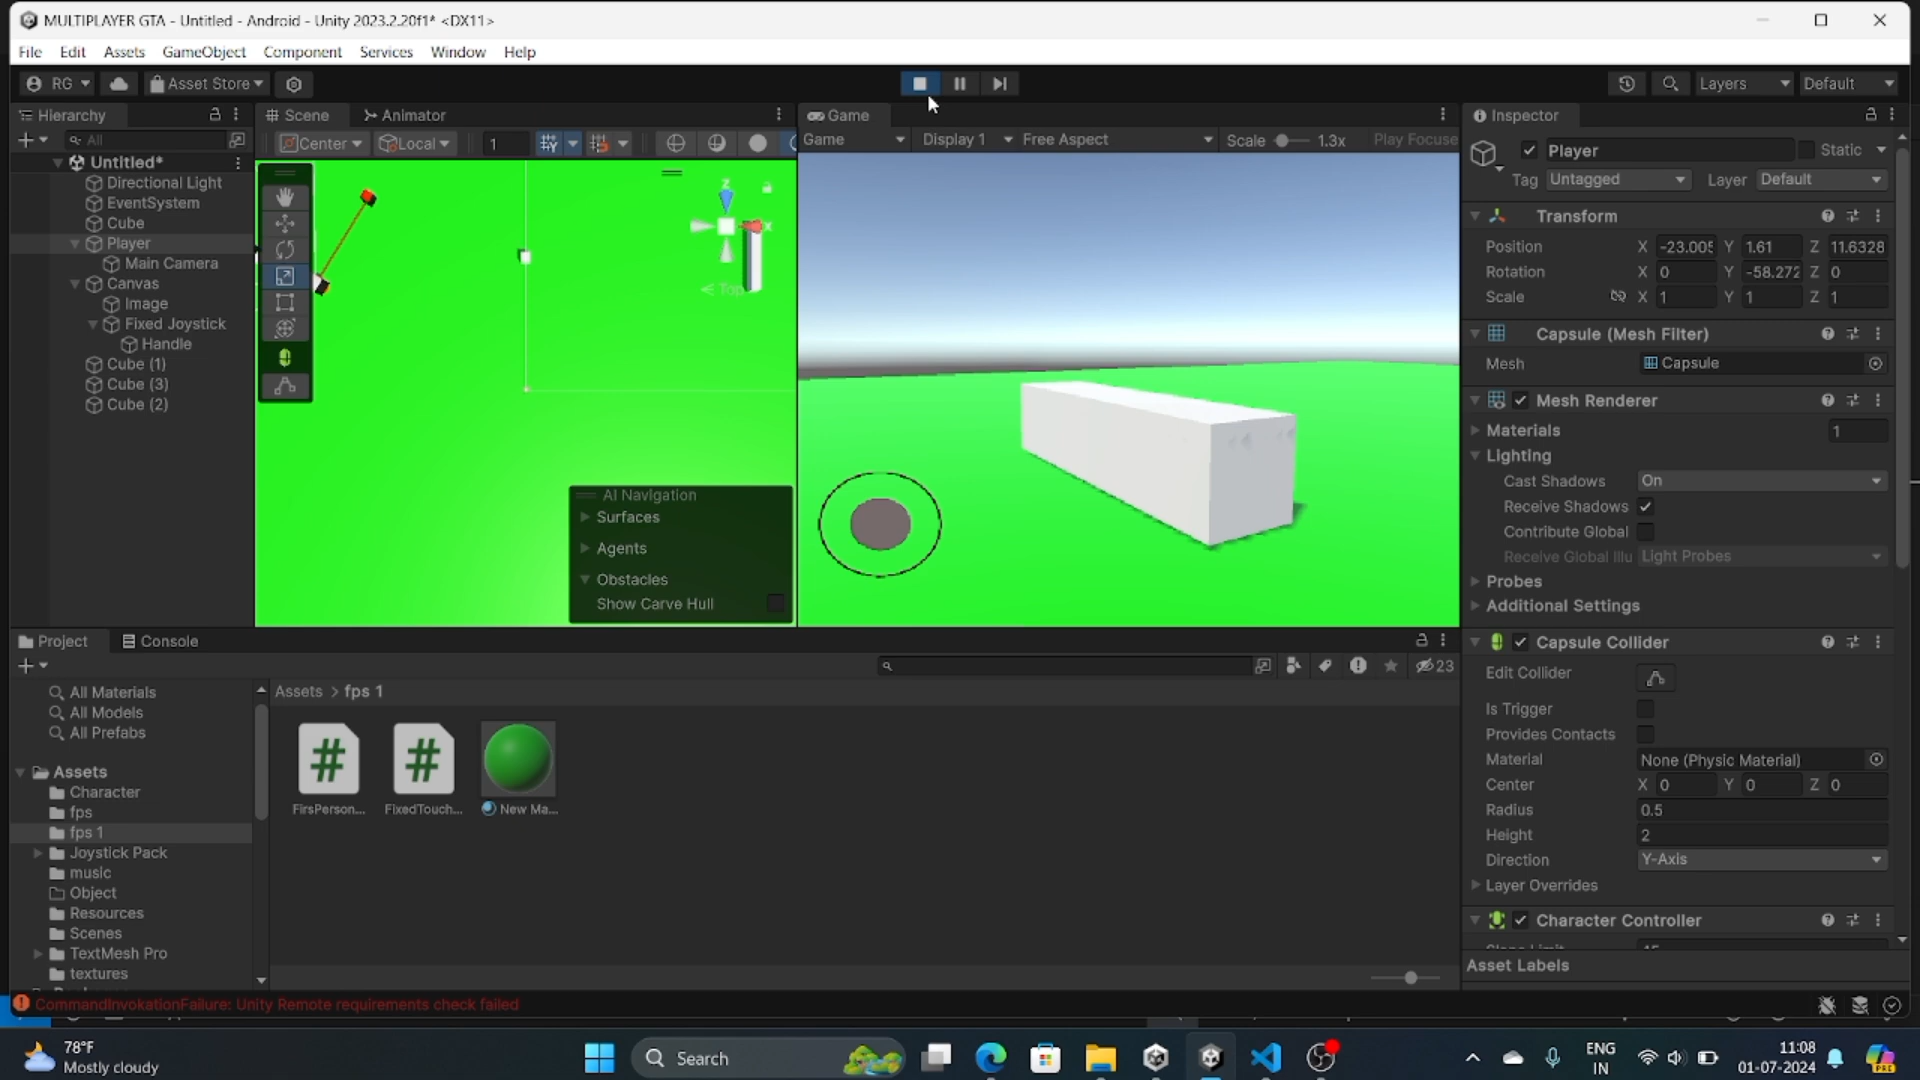 MULTIPLAYER GTA - Untitled - Android - Unity 2023.2.20f1* <DX11>
File Edit Assets GameObject Component Services Window Help
RG Asset Store Layers Default
Hierarchy
All
Untitled*
Directional Light
EventSystem
Cube
Player
Main Camera
Canvas
Image
Fixed Joystick
Handle
Cube (1)
Cube (3)
Cube (2)
Scene Animator
Center Local 1
Z
X
< Top
AI Navigation
Surfaces
Agents
Obstacles
Show Carve Hull
Game
Game Display 1 Free Aspect Scale 1.3x Play Focuse
Inspector
Player Static
Tag Untagged Layer Default
Transform
Position X -23.005 Y 1.61 Z 11.6328
Rotation X 0 Y -58.272 Z 0
Scale X 1 Y 1 Z 1
Capsule (Mesh Filter)
Mesh Capsule
Mesh Renderer
Materials 1
Lighting
Cast Shadows On
Receive Shadows
Contribute Global
Receive Global Illu Light Probes
Probes
Additional Settings
Capsule Collider
Edit Collider
Is Trigger
Provides Contacts
Material None (Physic Material)
Center X 0 Y 0 Z 0
Radius 0.5
Height 2
Direction Y-Axis
Layer Overrides
Character Controller
Asset Labels
Project Console
23
All Materials
All Models
All Prefabs
Assets
Character
fps
fps 1
Joystick Pack
music
Object
Resources
Scenes
TextMesh Pro
textures
Assets > fps 1
FirsPerson... FixedTouch... New Ma...
CommandInvokationFailure: Unity Remote requirements check failed
78°F
Mostly cloudy
Search
ENG
IN
11:08
01-07-2024